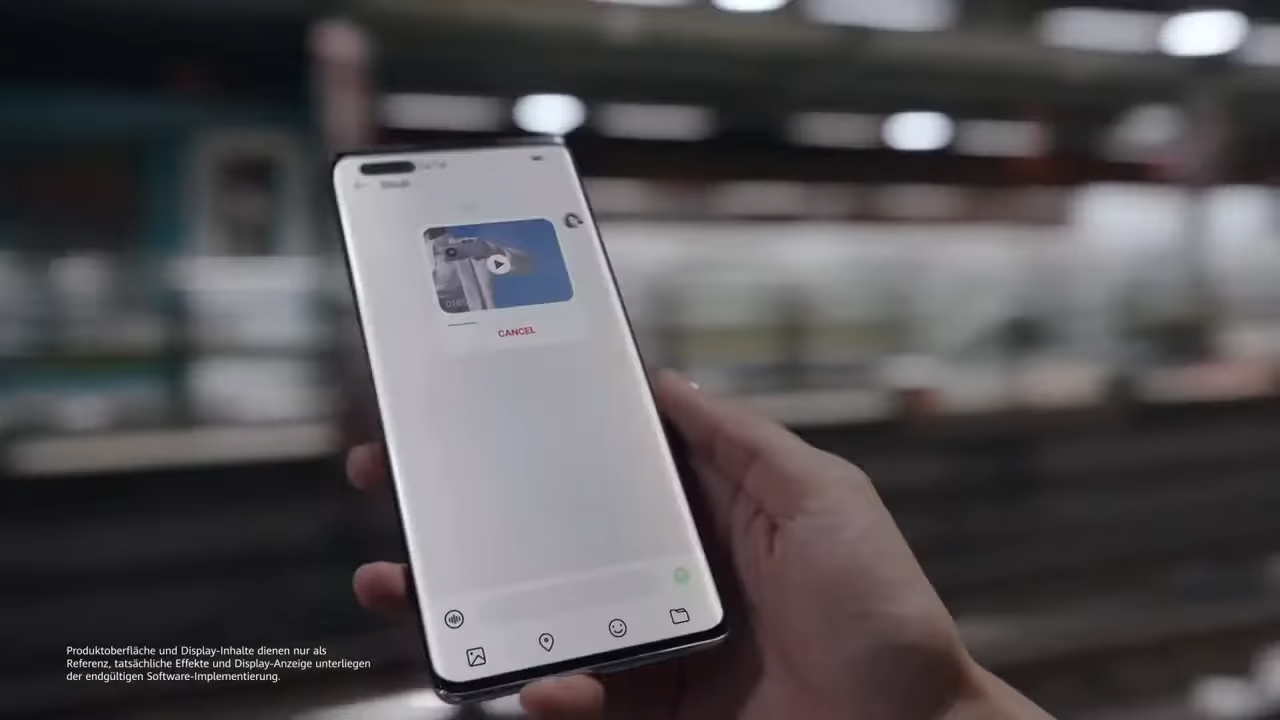 CANCEL
Produktoberfläche und Display-Inhalte dienen nur als
Referenz, tatsächliche Effekte und Display-Anzeige unterliegen
der endgültigen Software-Implementierung.